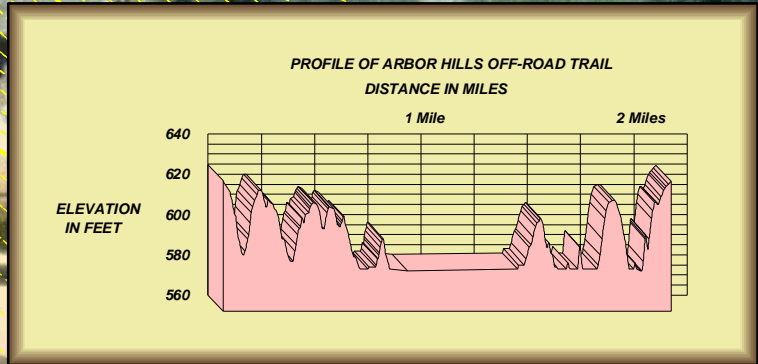 PROFILE OF ARBOR HILLS OFF-ROAD TRAIL
DISTANCE IN MILES
1 Mile 2 Miles
640
620
600
580
560
ELEVATION
IN FEET